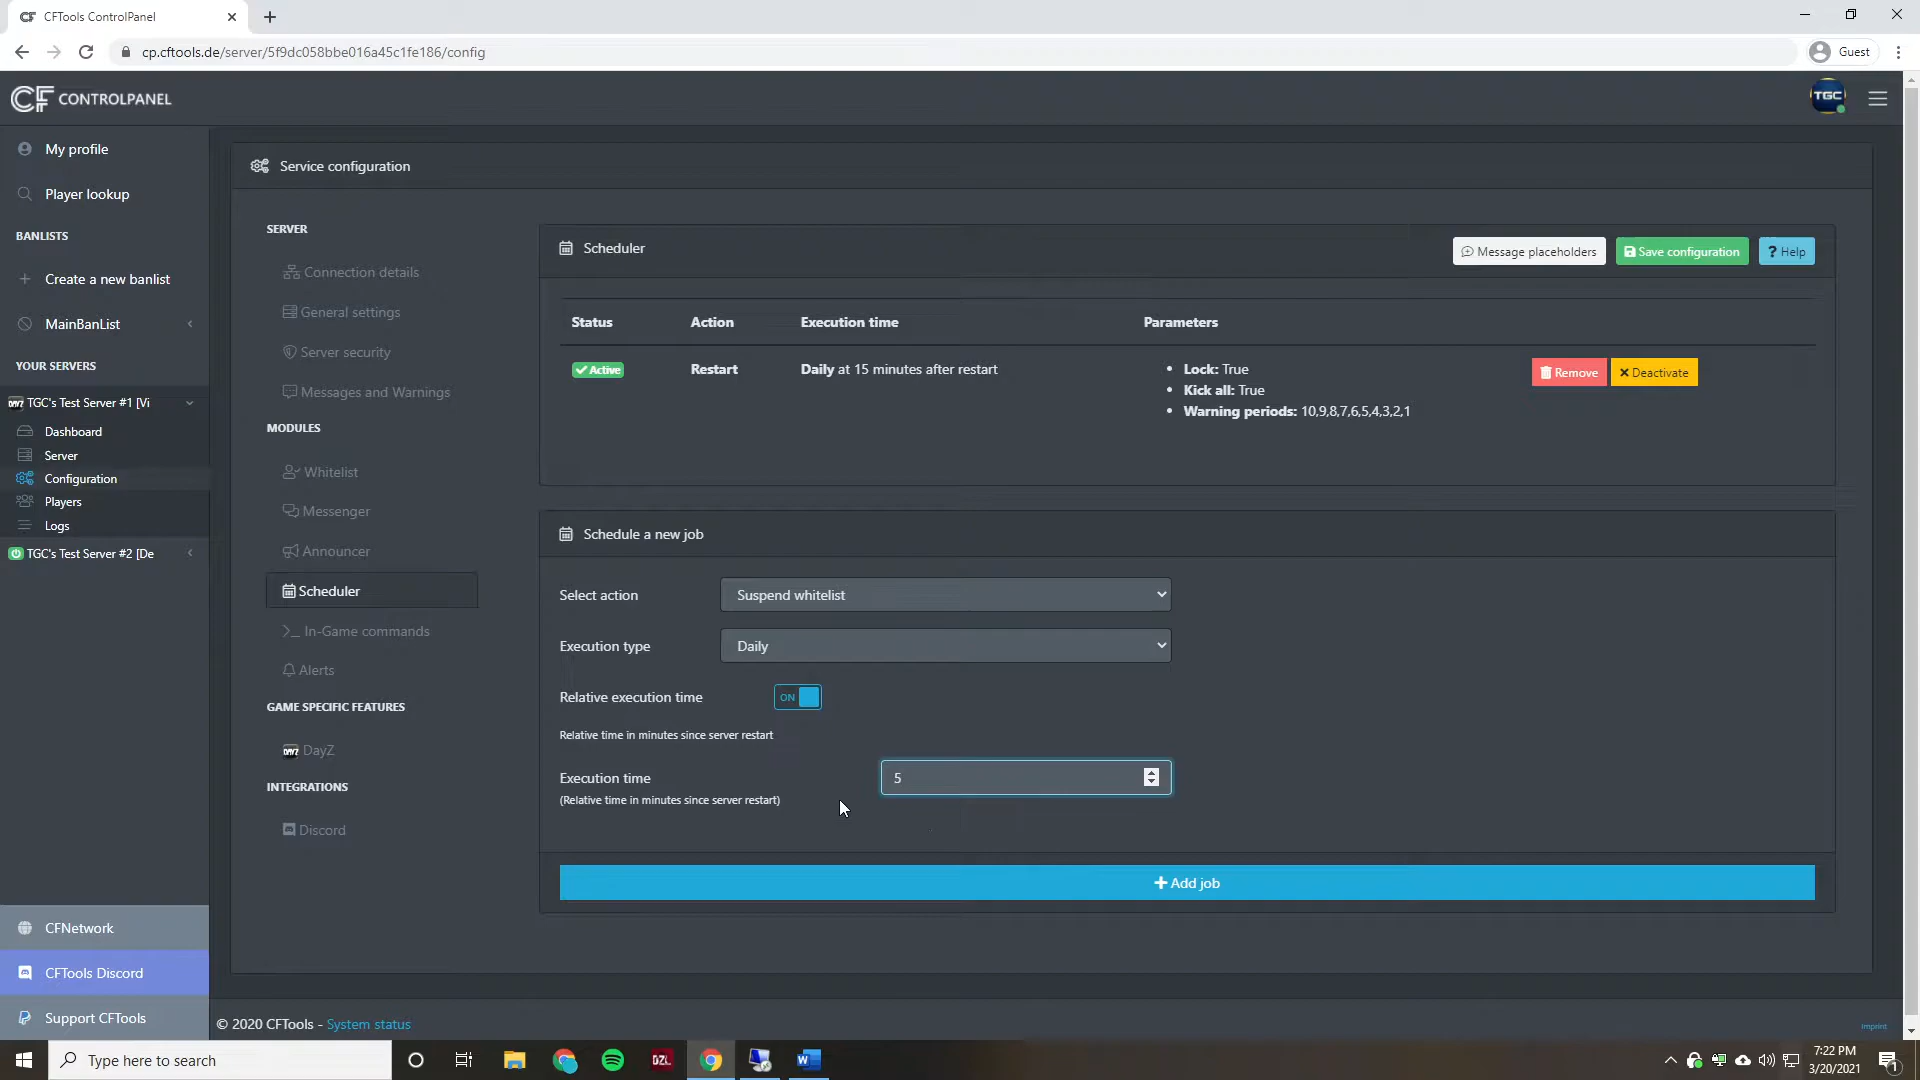 CFTools ControlPanel
cp.cftools.de/server/5f9dc058bbe016a45c1fe186/config
Guest
CF CONTROLPANEL
TGC
My profile
Player lookup
BANLISTS
Create a new banlist
MainBanList
YOUR SERVERS
TGC's Test Server #1 [Vi
Dashboard
Server
Configuration
Players
Logs
TGC's Test Server #2 [De
CFNetwork
CFTools Discord
Support CFTools
Service configuration
SERVER
Connection details
General settings
Server security
Messages and Warnings
MODULES
Whitelist
Messenger
Announcer
Scheduler
In-Game commands
Alerts
GAME SPECIFIC FEATURES
DayZ
INTEGRATIONS
Discord
Scheduler
Message placeholders
Save configuration
? Help
Status Action Execution time Parameters
Active Restart Daily at 15 minutes after restart
Lock: True
Kick all: True
Warning periods: 10,9,8,7,6,5,4,3,2,1
Remove
Deactivate
Schedule a new job
Select action Suspend whitelist
Execution type Daily
Relative execution time ON
Relative time in minutes since server restart
Execution time 5
(Relative time in minutes since server restart)
Add job
© 2020 CFTools - System status
Imprint
Type here to search
DZL
7:22 PM
3/20/2021
1